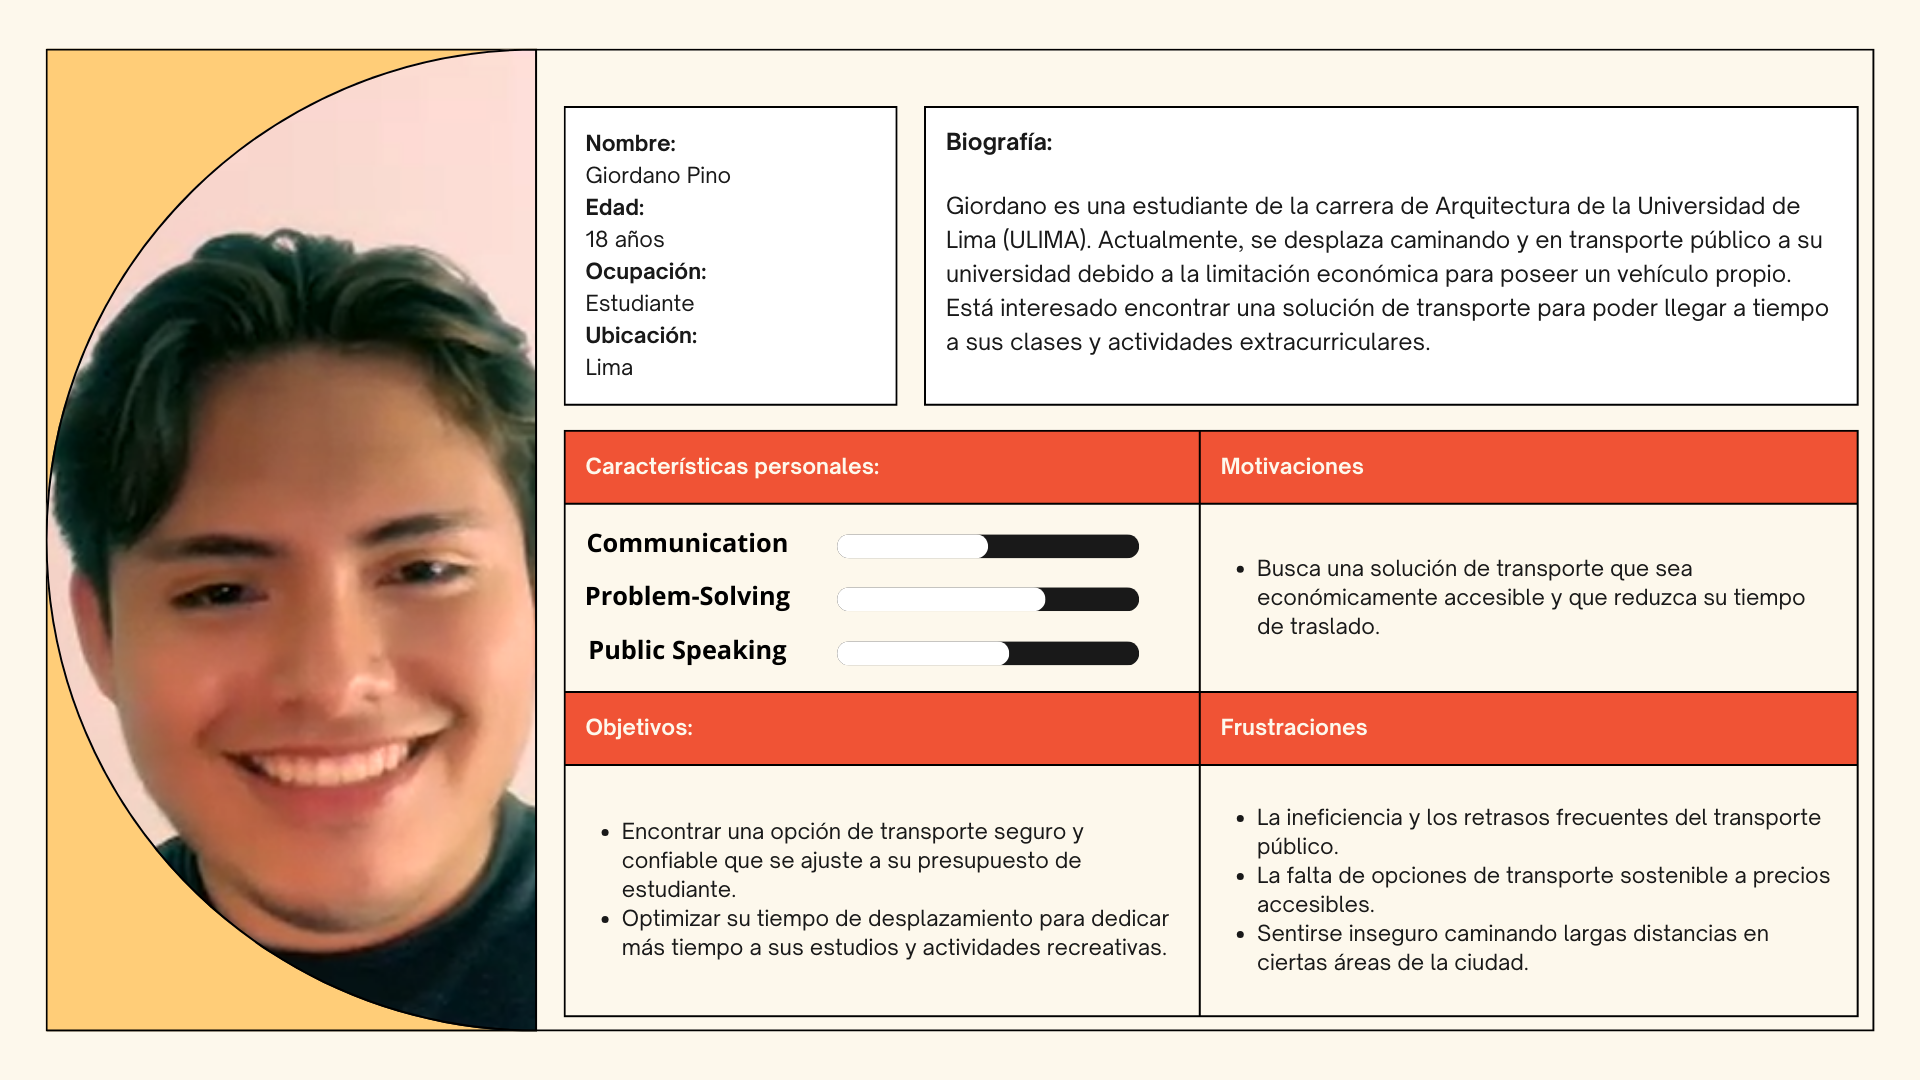 Nombre:
Giordano Pino
Edad:
18 años
Ocupación:
Estudiante
Ubicación:
Lima
Biografía:
Giordano es una estudiante de la carrera de Arquitectura de la Universidad de
Lima (ULIMA). Actualmente, se desplaza caminando y en transporte público a su
universidad debido a la limitación económica para poseer un vehículo propio.
Está interesado encontrar una solución de transporte para poder llegar a tiempo
a sus clases y actividades extracurriculares.
Características personales:
Communication
Problem-Solving
Public Speaking
Motivaciones
• Busca una solución de transporte que sea
económicamente accesible y que reduzca su tiempo
de traslado.
Objetivos:
• Encontrar una opción de transporte seguro y
confiable que se ajuste a su presupuesto de
estudiante.
• Optimizar su tiempo de desplazamiento para dedicar
más tiempo a sus estudios y actividades recreativas.
Frustraciones
• La ineficiencia y los retrasos frecuentes del transporte
público.
• La falta de opciones de transporte sostenible a precios
accesibles.
• Sentirse inseguro caminando largas distancias en
ciertas áreas de la ciudad.